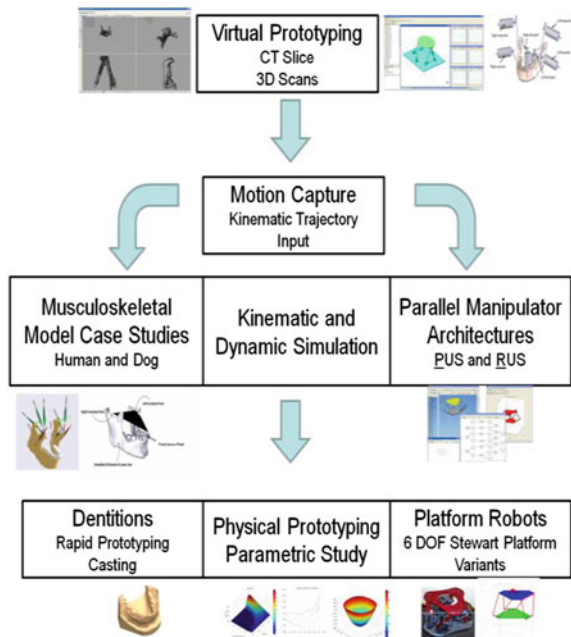 Virtual Prototyping
CT Slice
3D Scans
Motion Capture
Kinematic Trajectory
Input
Musculoskeletal
Model Case Studies
Human and Dog
Kinematic and
Dynamic Simulation
Parallel Manipulator
Architectures
PUS and RUS
Dentitions
Rapid Prototyping
Casting
Physical Prototyping
Parametric Study
Platform Robots
6 DOF Stewart Platform
Variants